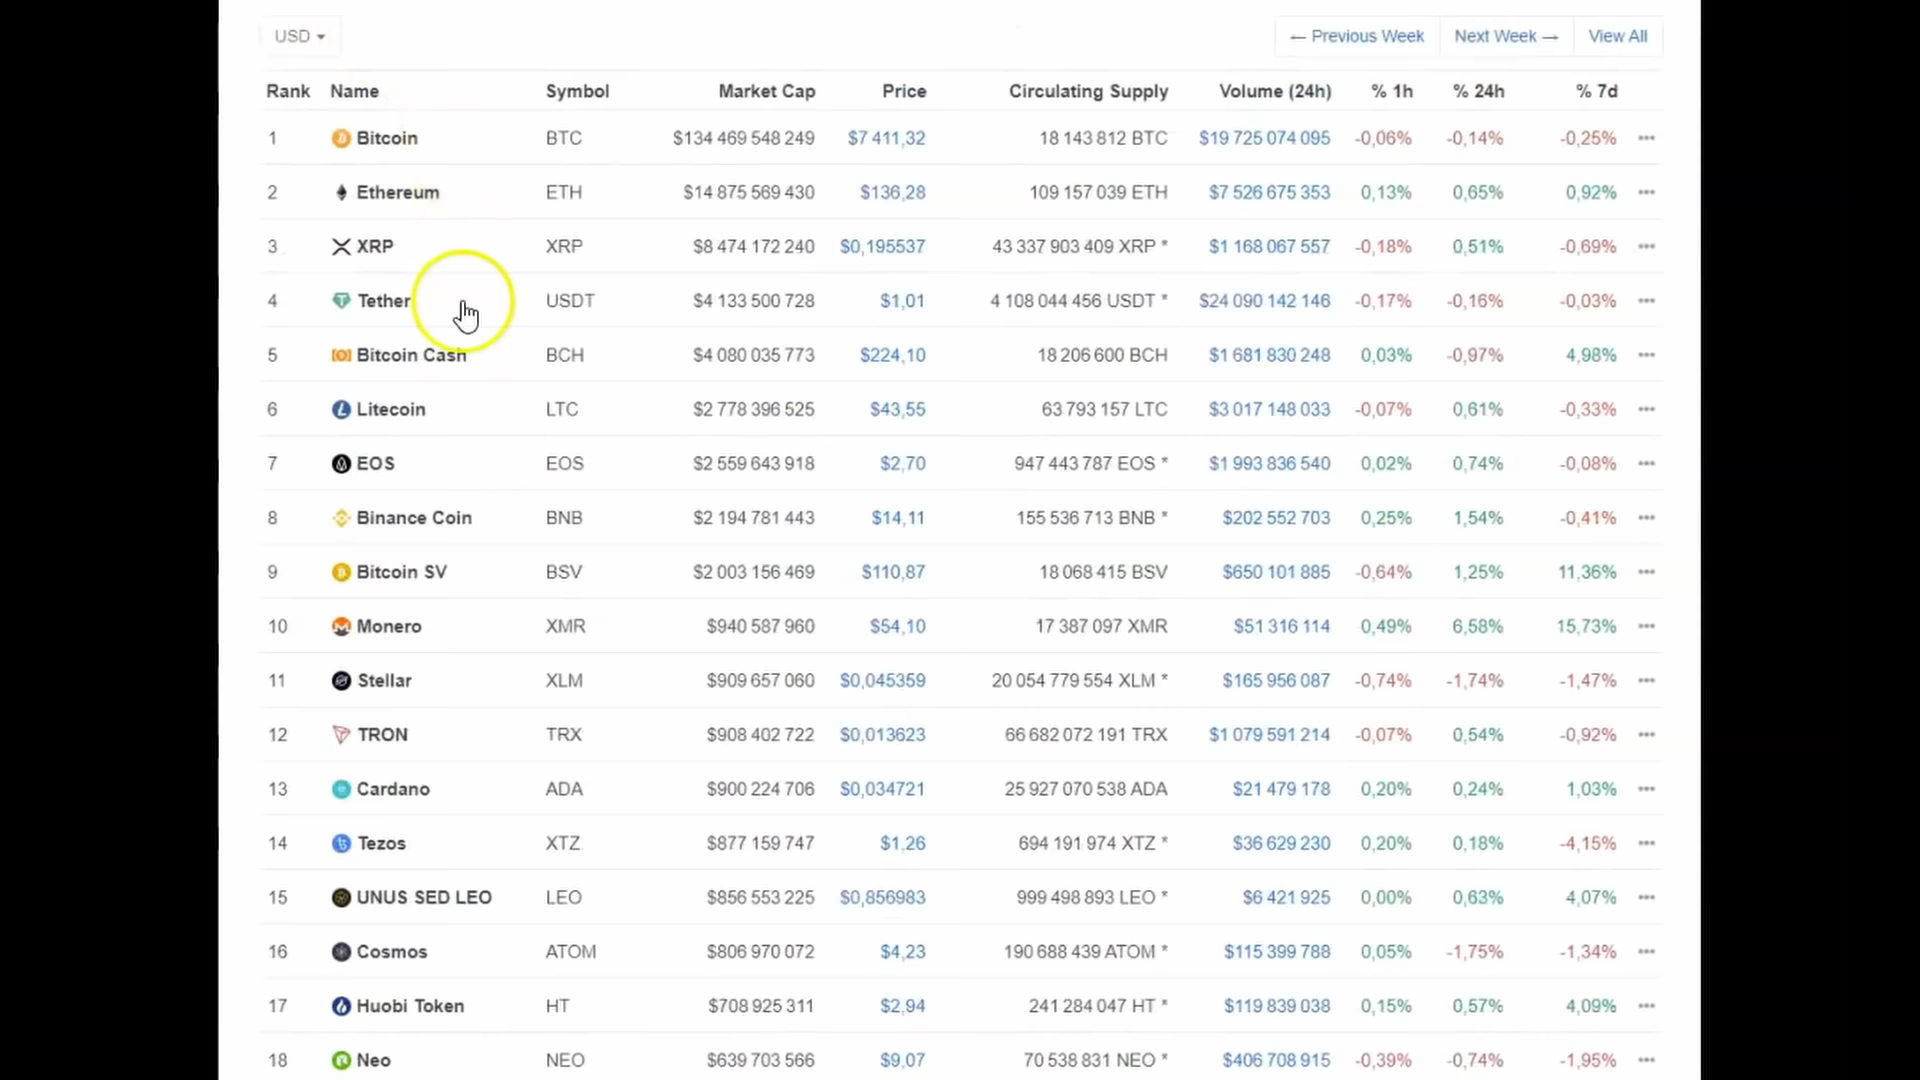 USD
← Previous Week Next Week → View All
Rank Name Symbol Market Cap Price Circulating Supply Volume (24h) % 1h % 24h % 7d
1 Bitcoin BTC $134 469 548 249 $7 411,32 18 143 812 BTC $19 725 074 095 -0,06% -0,14% -0,25%
2 Ethereum ETH $14 875 569 430 $136,28 109 157 039 ETH $7 526 675 353 0,13% 0,65% 0,92%
3 XRP XRP $8 474 172 240 $0,195537 43 337 903 409 XRP * $1 168 067 557 -0,18% 0,51% -0,69%
4 Tether USDT $4 133 500 728 $1,01 4 108 044 456 USDT * $24 090 142 146 -0,17% -0,16% -0,03%
5 Bitcoin Cash BCH $4 080 035 773 $224,10 18 206 600 BCH $1 681 830 248 0,03% -0,97% 4,98%
6 Litecoin LTC $2 778 396 525 $43,55 63 793 157 LTC $3 017 148 033 -0,07% 0,61% -0,33%
7 EOS EOS $2 559 643 918 $2,70 947 443 787 EOS * $1 993 836 540 0,02% 0,74% -0,08%
8 Binance Coin BNB $2 194 781 443 $14,11 155 536 713 BNB * $202 552 703 0,25% 1,54% -0,41%
9 Bitcoin SV BSV $2 003 156 469 $110,87 18 068 415 BSV $650 101 885 -0,64% 1,25% 11,36%
10 Monero XMR $940 587 960 $54,10 17 387 097 XMR $51 316 114 0,49% 6,58% 15,73%
11 Stellar XLM $909 657 060 $0,045359 20 054 779 554 XLM * $165 956 087 -0,74% -1,74% -1,47%
12 TRON TRX $908 402 722 $0,013623 66 682 072 191 TRX $1 079 591 214 -0,07% 0,54% -0,92%
13 Cardano ADA $900 224 706 $0,034721 25 927 070 538 ADA $21 479 178 0,20% 0,24% 1,03%
14 Tezos XTZ $877 159 747 $1,26 694 191 974 XTZ * $36 629 230 0,20% 0,18% -4,15%
15 UNUS SED LEO LEO $856 553 225 $0,856983 999 498 893 LEO * $6 421 925 0,00% 0,63% 4,07%
16 Cosmos ATOM $806 970 072 $4,23 190 688 439 ATOM * $115 399 788 0,05% -1,75% -1,34%
17 Huobi Token HT $708 925 311 $2,94 241 284 047 HT * $119 839 038 0,15% 0,57% 4,09%
18 Neo NEO $639 703 566 $9,07 70 538 831 NEO * $406 708 915 -0,39% -0,74% -1,95%